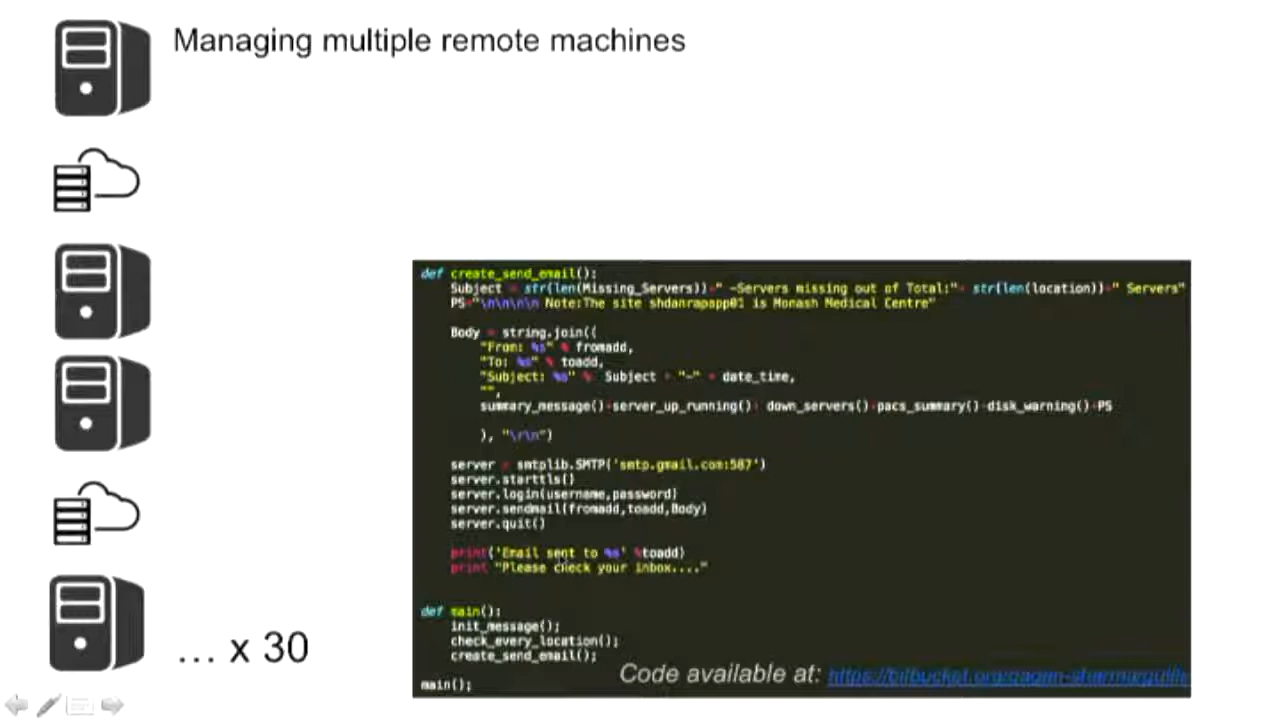 Managing multiple remote machines
def create_send_email():
Subject = str(len(Missing_Servers))+" -Servers missing out of Total:"+ str(len(location))+" Servers"
PS="\n\n\n\n Note:The site shdanrapapp01 is Monash Medical Centre"
Body = string.join((
"From: %s" % fromadd,
"To: %s" % toadd,
"Subject: %s" % Subject + "-" + date_time,
"",
summary_message()+server_up_running()+ down_servers()+pacs_summary()+disk_warning()+PS
), "\r\n")
server = smtplib.SMTP('smtp.gmail.com:587')
server.starttls()
server.login(username,password)
server.sendmail(fromadd,toadd,Body)
server.quit()
print('Email sent to %s' %toadd)
print "Please check your inbox...."
def main():
init_message();
check_every_location();
create_send_email();
main();
Code available at:
... x 30